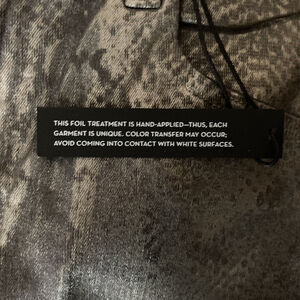 THIS FOIL TREATMENT IS HAND-APPLIED—THUS, EACH
GARMENT IS UNIQUE. COLOR TRANSFER MAY OCCUR;
AVOID COMING INTO CONTACT WITH WHITE SURFACES.